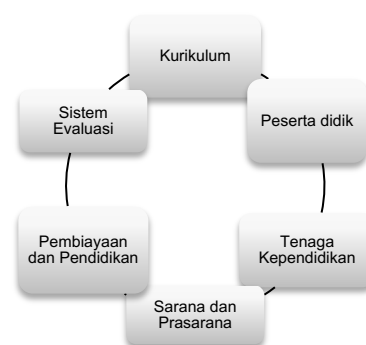 Kurikulum
Peserta didik
Tenaga
Kependidikan
Sarana dan
Prasarana
Pembiayaan
dan Pendidikan
Sistem
Evaluasi